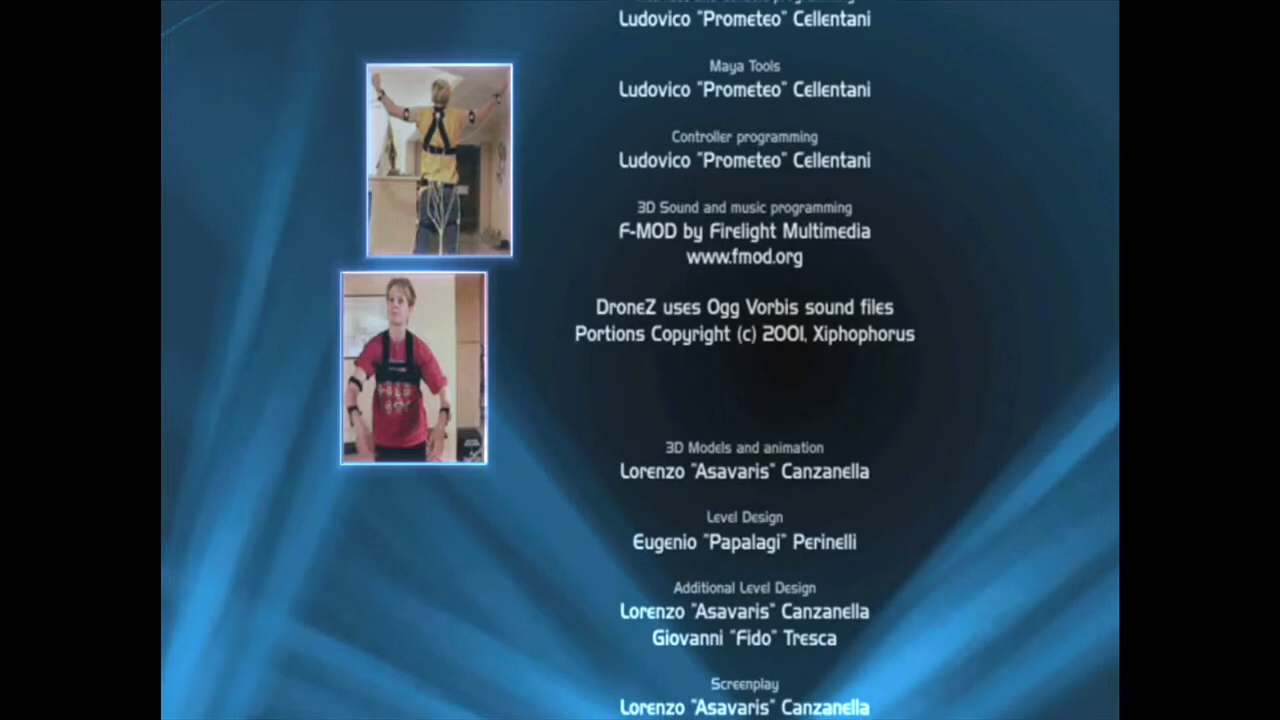 Ludovico "Prometeo" Cellentani
Maya Tools
Ludovico "Prometeo" Cellentani
Controller programming
Ludovico "Prometeo" Cellentani
3D Sound and music programming
F-MOD by Firelight Multimedia
www.fmod.org
DroneZ uses Ogg Vorbis sound files
Portions Copyright (c) 2001, Xiphophorus
3D Models and animation
Lorenzo "Asavaris" Canzanella
Level Design
Eugenio "Papalagi" Perinelli
Additional Level Design
Lorenzo "Asavaris" Canzanella
Giovanni "Fido" Tresca
Screenplay
Lorenzo "Asavaris" Canzanella